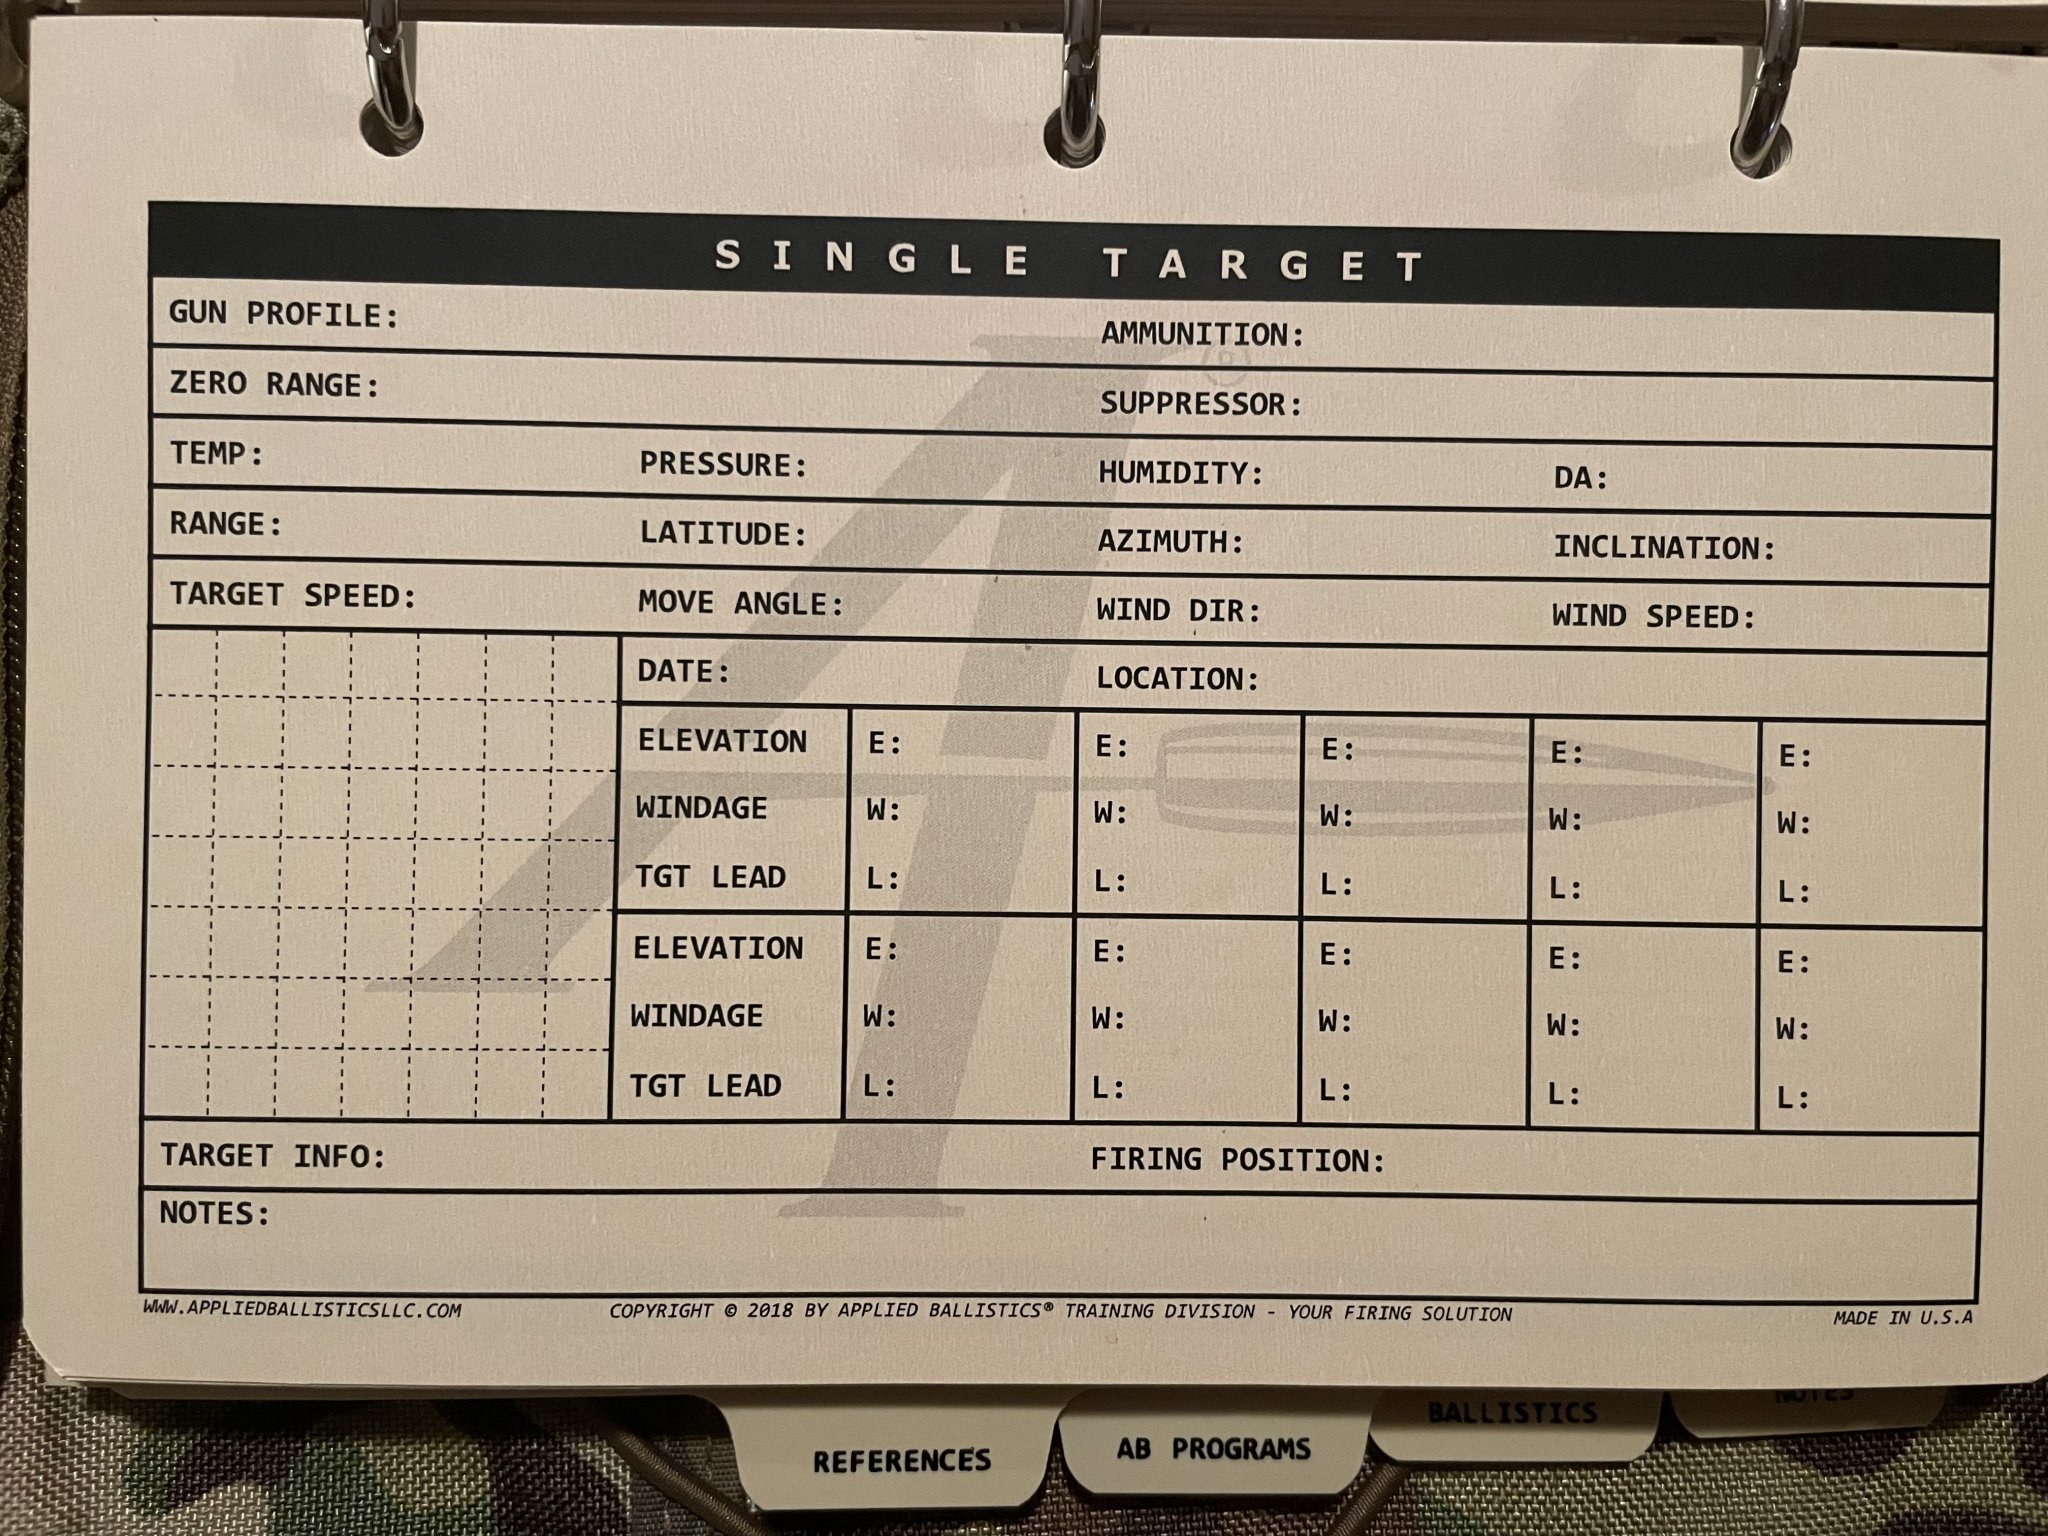 SINGLE TARGET
GUN PROFILE: AMMUNITION:
ZERO RANGE: SUPPRESSOR:
TEMP: PRESSURE: HUMIDITY: DA:
RANGE: LATITUDE: AZIMUTH: INCLINATION:
TARGET SPEED: MOVE ANGLE: WIND DIR: WIND SPEED:
DATE: LOCATION:
ELEVATION E: E: E: E: E:
WINDAGE W: W: W: W: W:
TGT LEAD L: L: L: L: L:
ELEVATION E: E: E: E: E:
WINDAGE W: W: W: W: W:
TGT LEAD L: L: L: L: L:
TARGET INFO: FIRING POSITION:
NOTES:
WWW.APPLIEDBALLISTICSLLC.COM COPYRIGHT © 2018 BY APPLIED BALLISTICS® TRAINING DIVISION - YOUR FIRING SOLUTION MADE IN U.S.A
REFERENCES AB PROGRAMS BALLISTICS NOTES